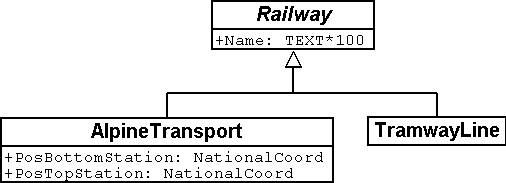 Railway
+Name: TEXT*100
AlpineTransport
+PosBottomStation: NationalCoord
+PosTopStation: NationalCoord
TramwayLine